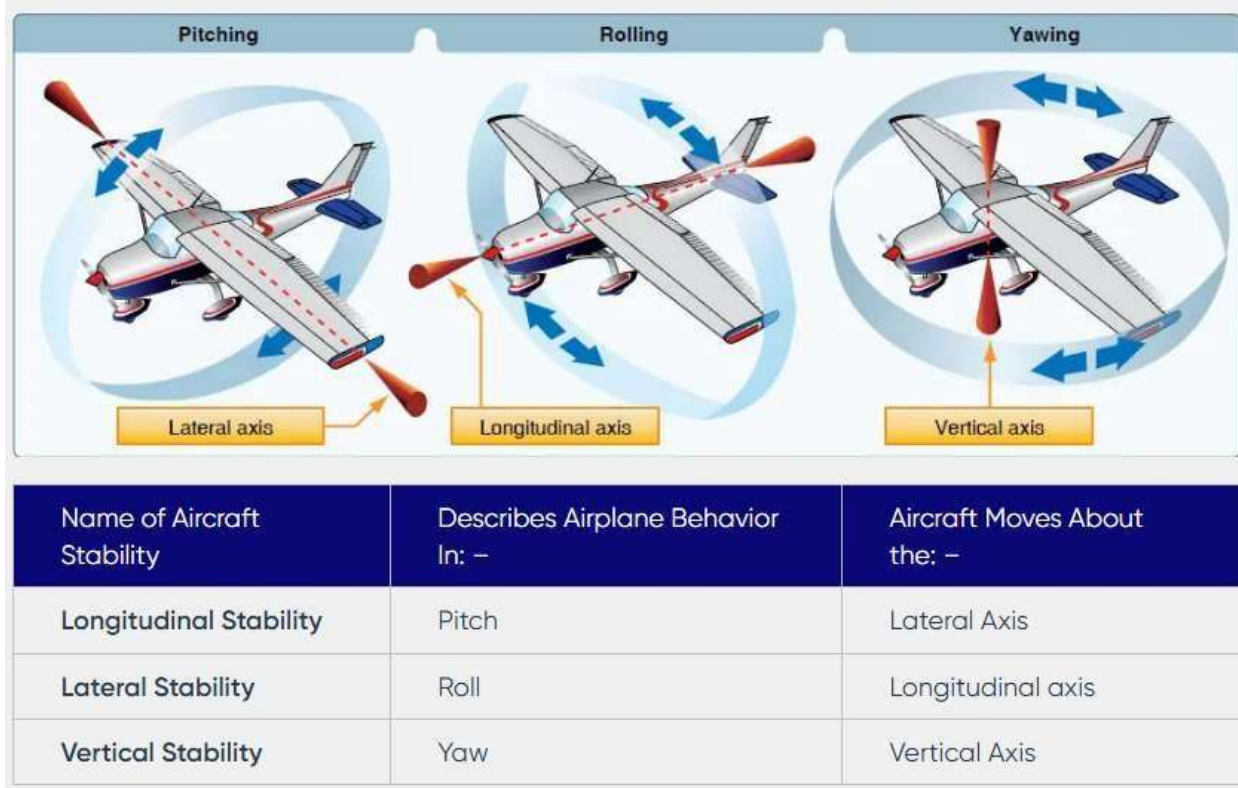 Pitching
Rolling
Yawing
Lateral axis
Longitudinal axis
Vertical axis
Name of Aircraft
Stability
Describes Airplane Behavior
In: –
Aircraft Moves About
the: –
Longitudinal Stability
Pitch
Lateral Axis
Lateral Stability
Roll
Longitudinal axis
Vertical Stability
Yaw
Vertical Axis